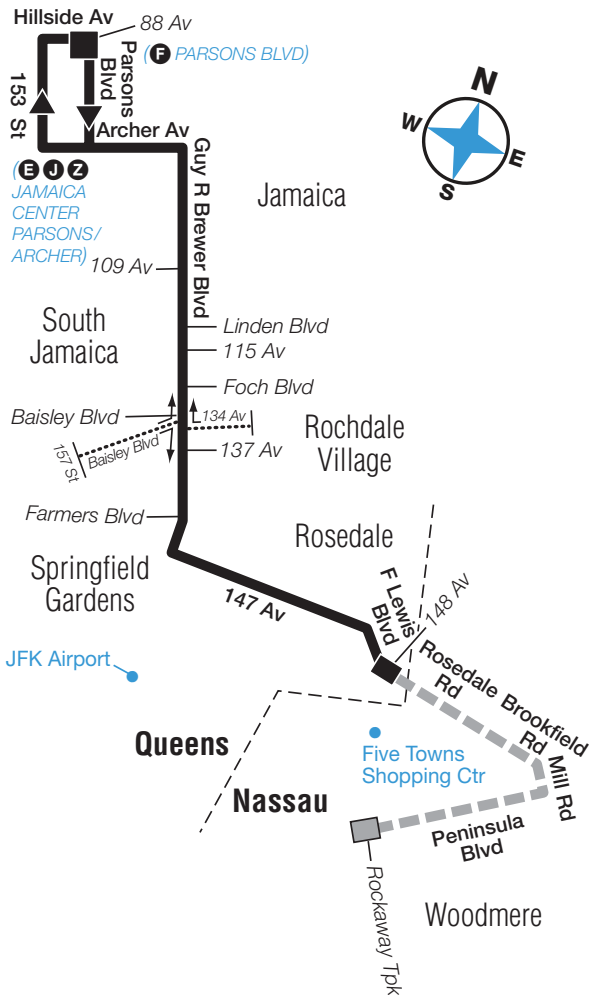 Hillside Av
88 Av
(F PARSONS BLVD)
Parsons
Blvd
153 St
Archer Av
(E J Z
JAMAICA
CENTER
PARSONS/
ARCHER)
N
W
E
S
Guy R Brewer Blvd
Jamaica
109 Av
South
Jamaica
Linden Blvd
115 Av
Foch Blvd
Baisley Blvd
134 Av
157 St
Baisley Blvd
Rochdale
Village
137 Av
Farmers Blvd
Rosedale
Springfield
Gardens
147 Av
F Lewis
Blvd
148 Av
JFK Airport
Rosedale
Rd
Brookfield
Rd
Mill Rd
Queens
Five Towns
Shopping Ctr
Nassau
Peninsula
Blvd
Rockaway Tpk
Woodmere